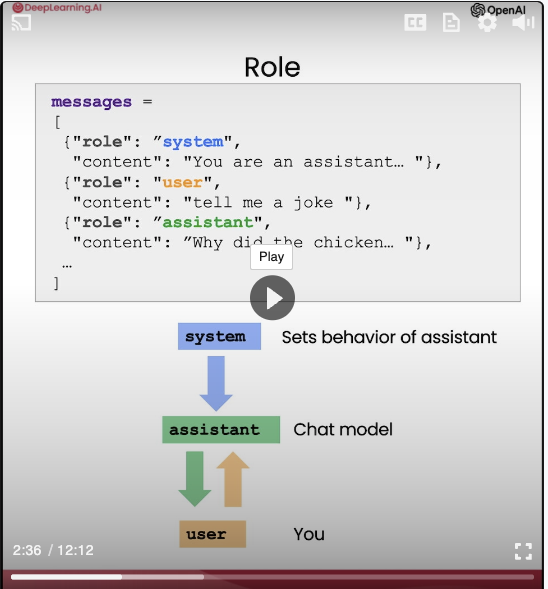 DeepLearning.AI
OpenAI
CC
Role
messages =
[
{"role": ”system",
"content": "You are an assistant… "},
{"role": "user",
"content": "tell me a joke "},
{"role": ”assistant",
"content": ”Why did the chicken… "},
…
]
Play
system Sets behavior of assistant
assistant Chat model
user You
2:36 / 12:12